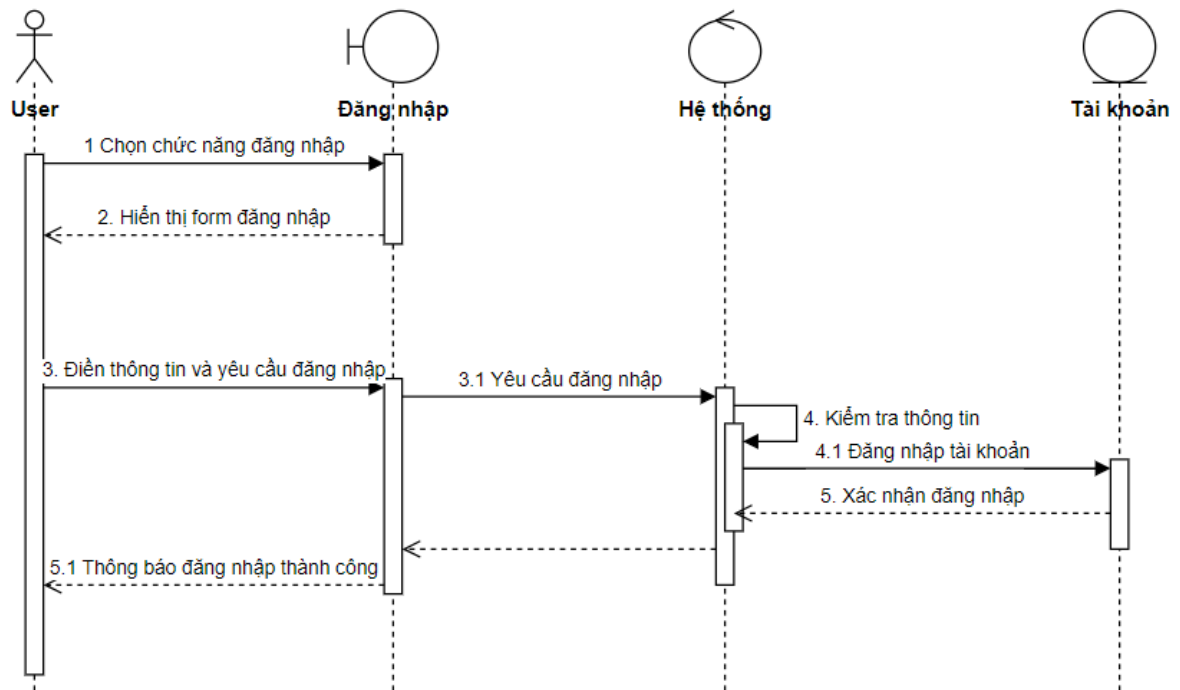 User
Đăng nhập
Hệ thống
Tài khoản
1 Chọn chức năng đăng nhập
2. Hiển thị form đăng nhập
3. Điền thông tin và yêu cầu đăng nhập
3.1 Yêu cầu đăng nhập
4. Kiểm tra thông tin
4.1 Đăng nhập tài khoản
5. Xác nhận đăng nhập
5.1 Thông báo đăng nhập thành công